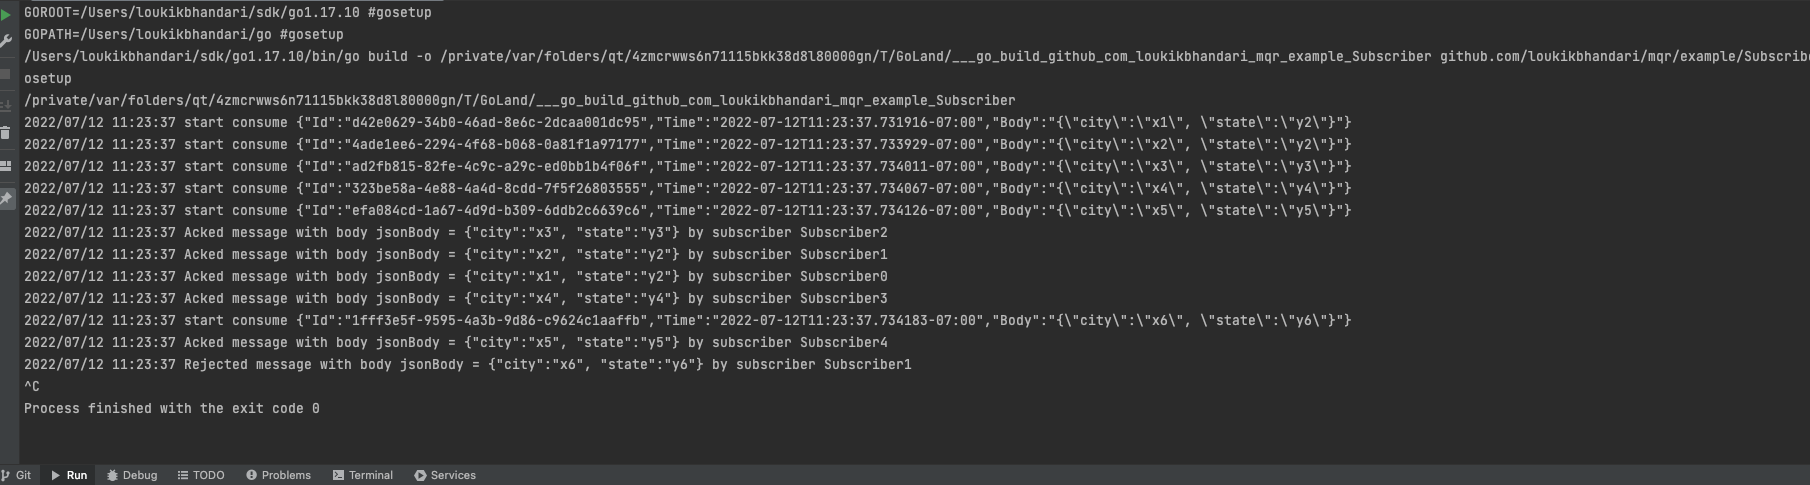 GOROOT=/Users/loukikbhandari/sdk/go1.17.10 #gosetup
GOPATH=/Users/loukikbhandari/go #gosetup
/Users/loukikbhandari/sdk/go1.17.10/bin/go build -o /private/var/folders/qt/4zmcrwws6n71115bkk38d8l80000gn/T/GoLand/___go_build_github_com_loukikbhandari_mqr_example_Subscriber github.com/loukikbhandari/mqr/example/Subscribe
osetup
/private/var/folders/qt/4zmcrwws6n71115bkk38d8l80000gn/T/GoLand/___go_build_github_com_loukikbhandari_mqr_example_Subscriber
2022/07/12 11:23:37 start consume {"Id":"d42e0629-34b0-46ad-8e6c-2dcaa001dc95","Time":"2022-07-12T11:23:37.731916-07:00","Body":"{\"city\":\"x1\", \"state\":\"y2\"}"}
2022/07/12 11:23:37 start consume {"Id":"4ade1ee6-2294-4f68-b068-0a81f1a97177","Time":"2022-07-12T11:23:37.733929-07:00","Body":"{\"city\":\"x2\", \"state\":\"y2\"}"}
2022/07/12 11:23:37 start consume {"Id":"ad2fb815-82fe-4c9c-a29c-ed0bb1b4f06f","Time":"2022-07-12T11:23:37.734011-07:00","Body":"{\"city\":\"x3\", \"state\":\"y3\"}"}
2022/07/12 11:23:37 start consume {"Id":"323be58a-4e88-4a4d-8cdd-7f5f26803555","Time":"2022-07-12T11:23:37.734067-07:00","Body":"{\"city\":\"x4\", \"state\":\"y4\"}"}
2022/07/12 11:23:37 start consume {"Id":"efa084cd-1a67-4d9d-b309-6ddb2c6639c6","Time":"2022-07-12T11:23:37.734126-07:00","Body":"{\"city\":\"x5\", \"state\":\"y5\"}"}
2022/07/12 11:23:37 Acked message with body jsonBody = {"city":"x3", "state":"y3"} by subscriber Subscriber2
2022/07/12 11:23:37 Acked message with body jsonBody = {"city":"x2", "state":"y2"} by subscriber Subscriber1
2022/07/12 11:23:37 Acked message with body jsonBody = {"city":"x1", "state":"y2"} by subscriber Subscriber0
2022/07/12 11:23:37 Acked message with body jsonBody = {"city":"x4", "state":"y4"} by subscriber Subscriber3
2022/07/12 11:23:37 start consume {"Id":"1fff3e5f-9595-4a3b-9d86-c9624c1aaffb","Time":"2022-07-12T11:23:37.734183-07:00","Body":"{\"city\":\"x6\", \"state\":\"y6\"}"}
2022/07/12 11:23:37 Acked message with body jsonBody = {"city":"x5", "state":"y5"} by subscriber Subscriber4
2022/07/12 11:23:37 Rejected message with body jsonBody = {"city":"x6", "state":"y6"} by subscriber Subscriber1
^C
Process finished with the exit code 0
Git Run Debug TODO Problems Terminal Services